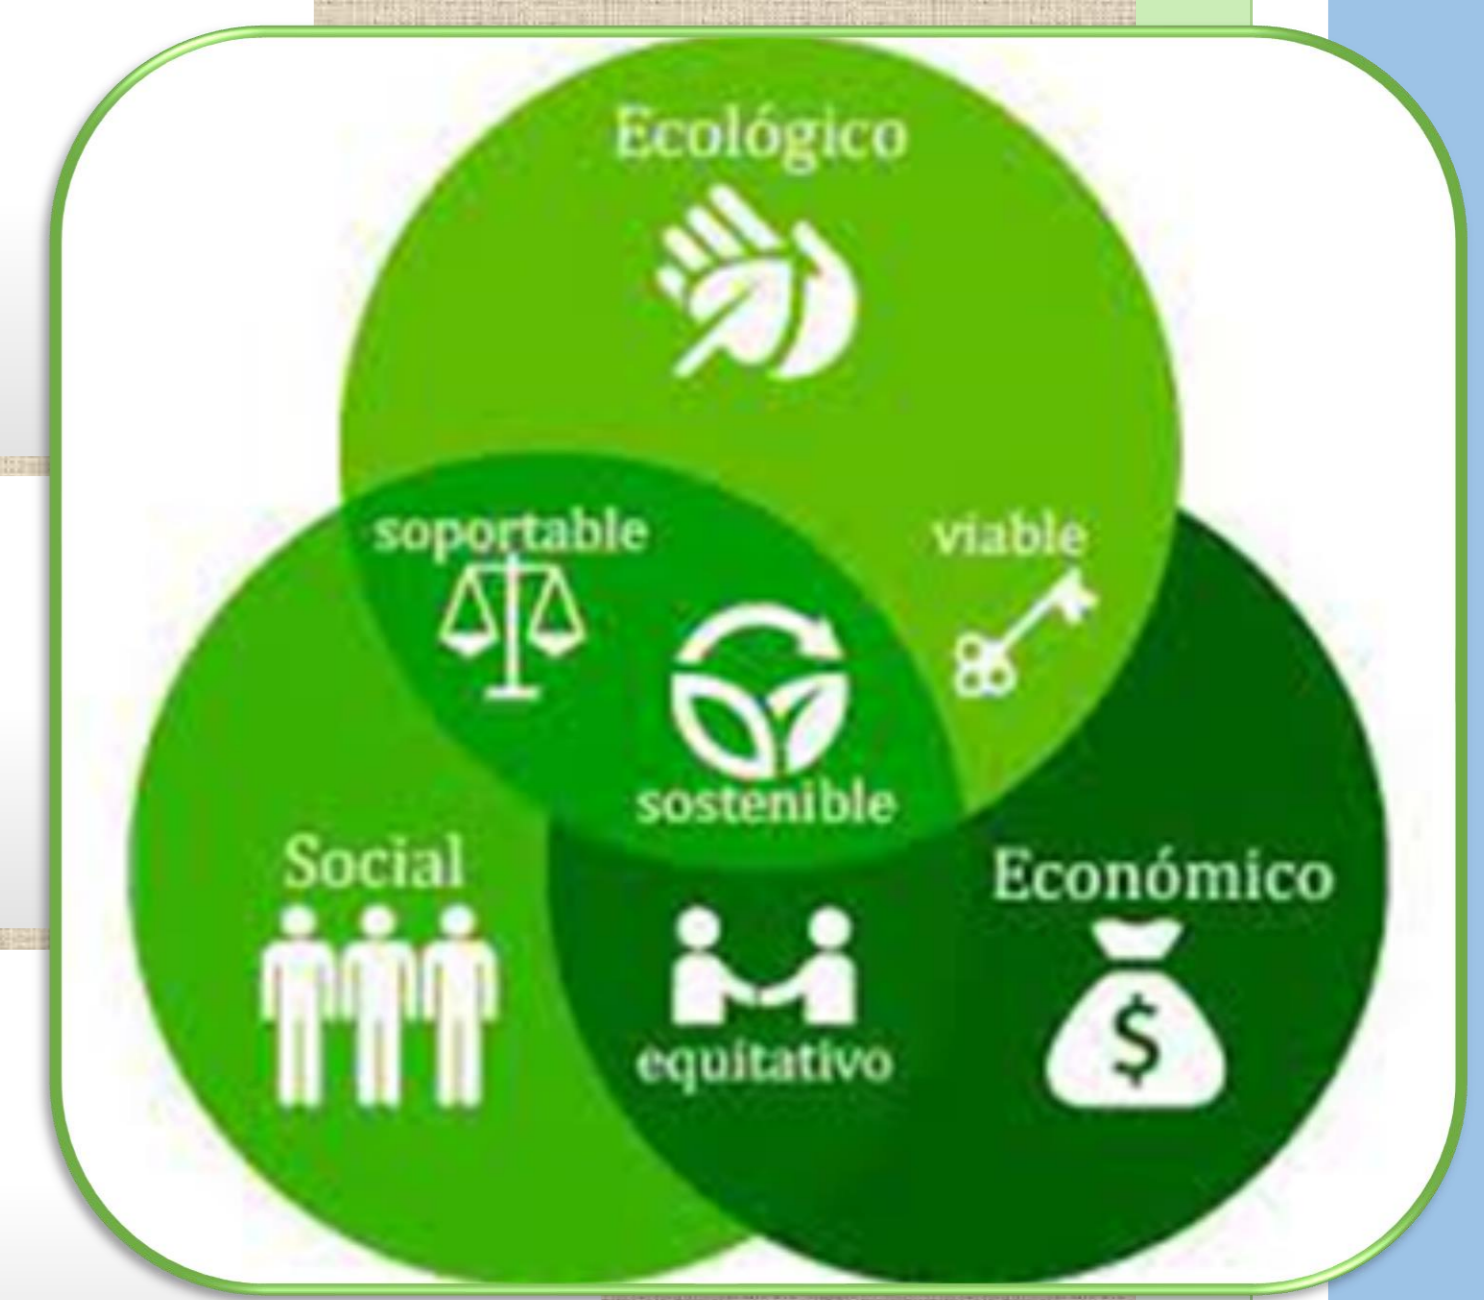 Ecológico
soportable
viable
sostenible
Social
Económico
$
equitativo